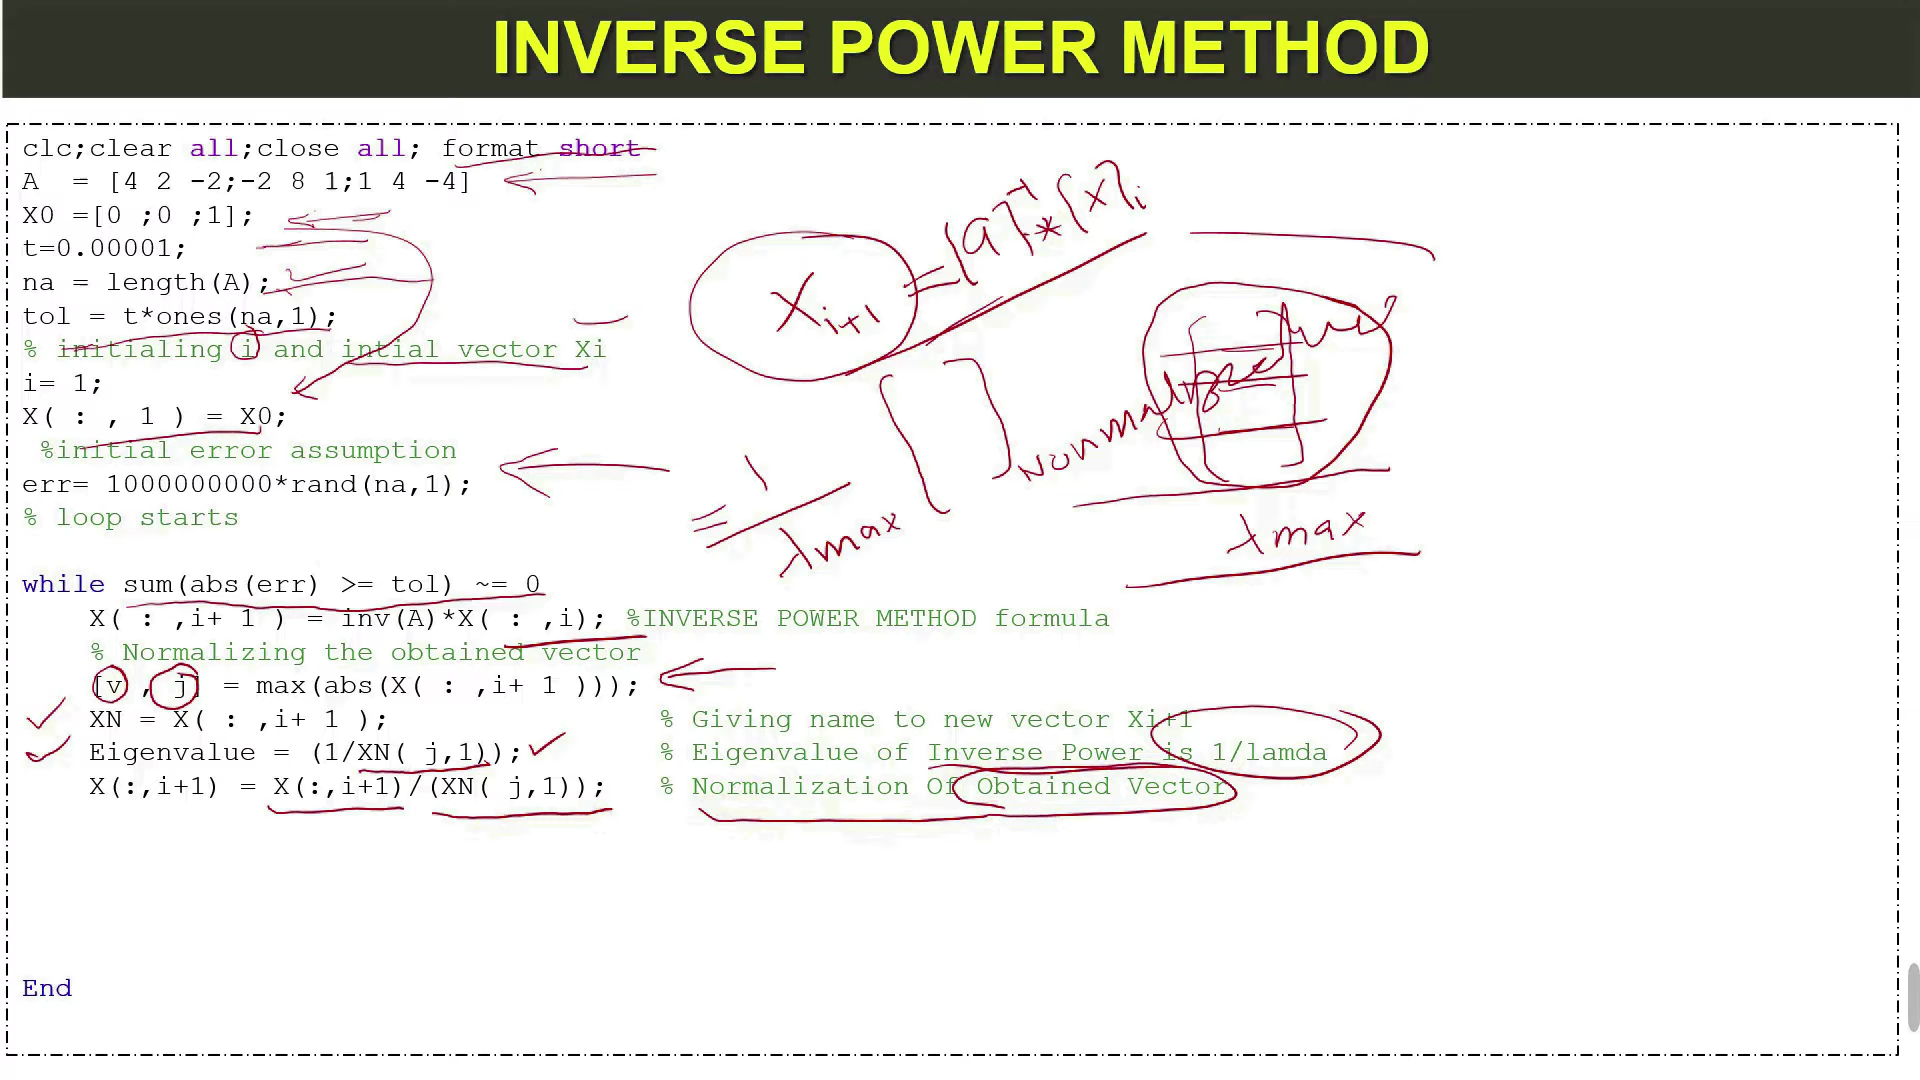 INVERSE POWER METHOD
clc;clear all;close all; format short
A  = [4 2 -2;-2 8 1;1 4 -4]
X0 =[0 ;0 ;1];
t=0.00001;
na = length(A);
tol = t*ones(na,1);
% initialing i and intial vector Xi
i= 1;
X( : , 1 ) = X0;
%initial error assumption
err= 1000000000*rand(na,1);
% loop starts
while sum(abs(err) >= tol) ~= 0
X( : ,i+ 1 ) = inv(A)*X( : ,i); %INVERSE POWER METHOD formula
% Normalizing the obtained vector
[v , j] = max(abs(X( : ,i+ 1 )));
XN = X( : ,i+ 1 ); % Giving name to new vector Xi+1
Eigenvalue = (1/XN( j,1)); % Eigenvalue of Inverse Power is 1/lamda
X(:,i+1) = X(:,i+1)/(XN( j,1)); % Normalization Of Obtained Vector
End
Xi+1 = [a]-1 * [x]i
= 1/λmax [ ]
λmax